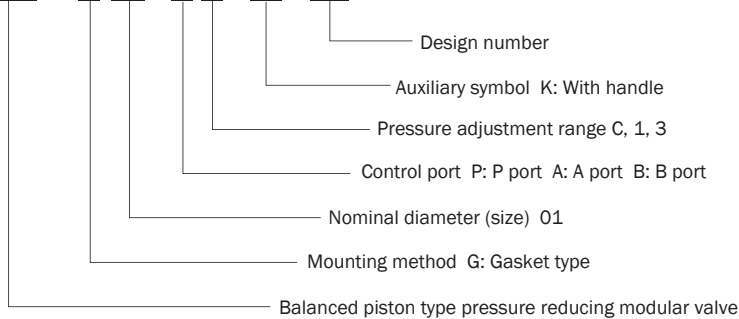 Design number
Auxiliary symbol K: With handle
Pressure adjustment range C, 1, 3
Control port P: P port A: A port B: B port
Nominal diameter (size) 01
Mounting method G: Gasket type
Balanced piston type pressure reducing modular valve